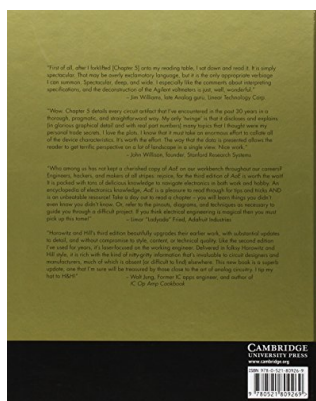 "First of all, after I forklifted [Chapter 5] onto my reading table, I sat down and read it. It is simply
spectacular. That may be overly exclamatory language, but it is the only appropriate verbiage
I can summon. Spectacular, deep, and wide. I especially like the comments about interpreting
specifications, and the deconstruction of the Agilent voltmeters is just, well, wonderful."
– Jim Williams, late Analog guru, Linear Technology Corp.
"Wow. Chapter 5 details every circuit artifact that I've encountered in the past 30 years in a
thorough, pragmatic, and straightforward way. My only 'twinge' is that it discloses and explains
(in glorious graphical detail and with real part numbers) many topics that I thought were my
personal trade secrets. I love the plots. I know that it must take an enormous effort to collate all
of the device characteristics. It's worth the effort. The way that the data is presented allows the
reader to get terrific perspective on a lot of landscape in a single view. Nice work."
– John Willison, founder, Stanford Research Systems
"Who among us has not kept a cherished copy of AoE on the workbench throughout our careers?
Engineers, hackers, and makers of all stripes: rejoice, for the third edition of AoE is worth the wait!
It is packed with tons of delicious knowledge to navigate electronics in both work and hobby. An
encyclopedia of electronics, AoE is a pleasure to read through for tips and tricks AND
is an unbeatable resource! Take a day out to read a chapter – you will learn things you didn't
even know you didn't know. Or, refer to the pinouts, diagrams, and techniques as necessary to
guide you through a difficult project. If you think electrical engineering is magical then you must
pick up this tome!"
– Limor "Ladyada" Fried, Adafruit Industries
"Horowitz and Hill's third edition beautifully upgrades their earlier work, with substantial updates
to detail, and without compromise to style, content, or technical quality. Like the second edition
I've used for years, it's laser-focused on the working engineer. Delivered in folksy Horowitz and
Hill style, it is rich with the kind of nitty-gritty information that's invaluable to circuit designers and
manufacturers, much of which is absent (or difficult to find) elsewhere. This new book is a superb
update, one that I'm sure will be treasured by those close to the art of analog circuitry. I tip my
hat to H&H!"
– Walt Jung, Former IC apps engineer, and author of
IC Op Amp Cookbook
CAMBRIDGE
UNIVERSITY PRESS
www.cambridge.org
ISBN 978-0-521-80926-9
9 780521 809269